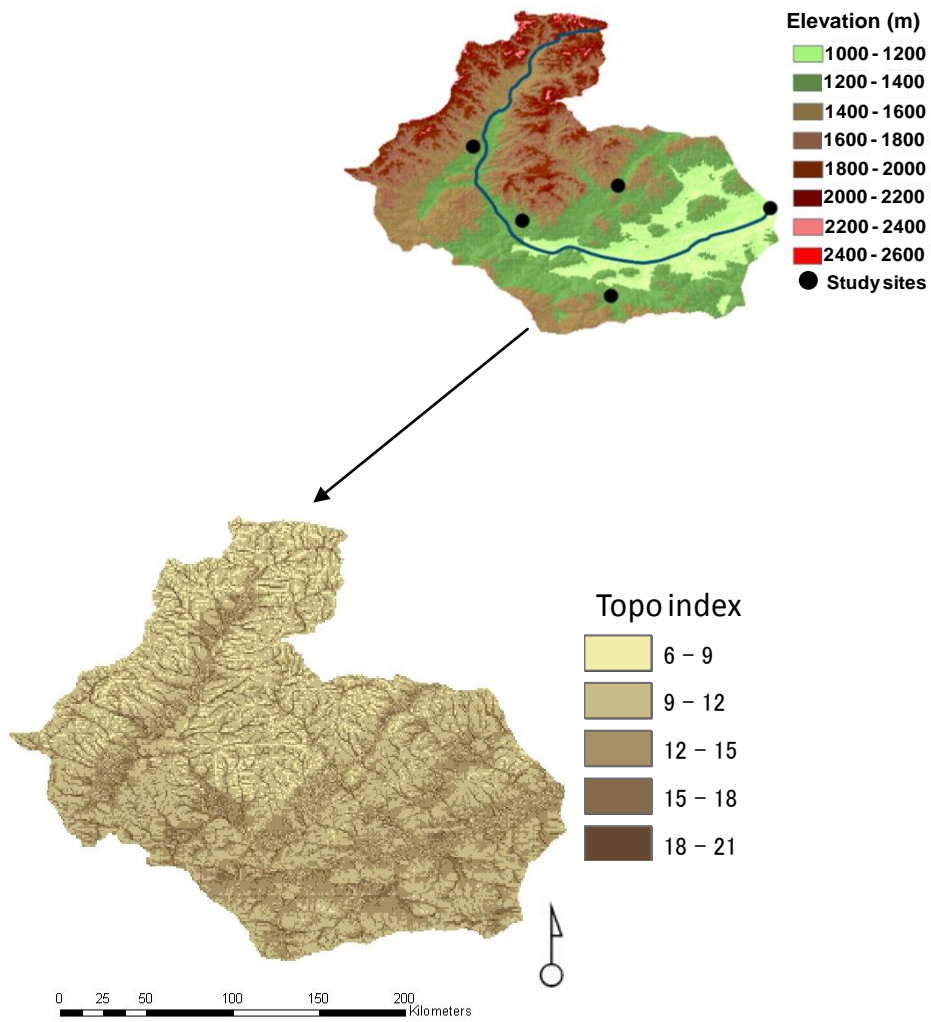 Elevation (m)
1000 - 1200
1200 - 1400
1400 - 1600
1600 - 1800
1800 - 2000
2000 - 2200
2200 - 2400
2400 - 2600
Study sites
Topo index
6 – 9
9 – 12
12 – 15
15 – 18
18 – 21
0 25 50 100 150 200
Kilometers